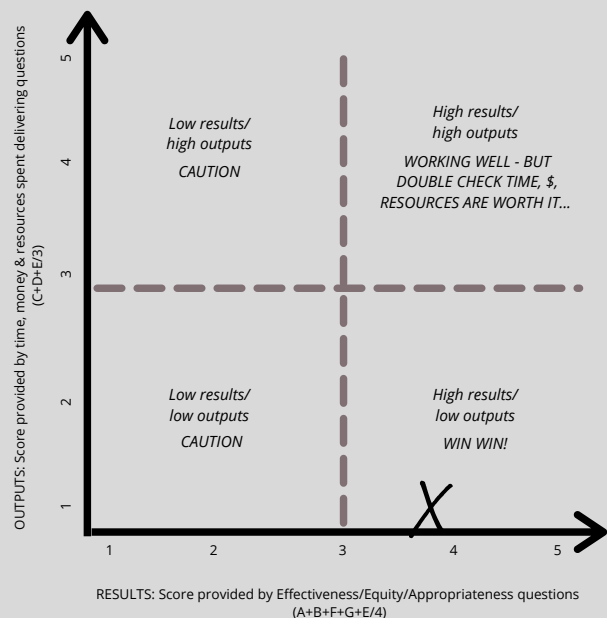 OUTPUTS: Score provided by time, money & resources spent delivering questions
(C+D+E/3)
5
4
3
2
1
Low results/
high outputs
CAUTION
High results/
high outputs
WORKING WELL - BUT
DOUBLE CHECK TIME, $,
RESOURCES ARE WORTH IT...
Low results/
low outputs
CAUTION
High results/
low outputs
WIN WIN!
X
1
2
3
4
5
RESULTS: Score provided by Effectiveness/Equity/Appropriateness questions
(A+B+F+G+E/4)